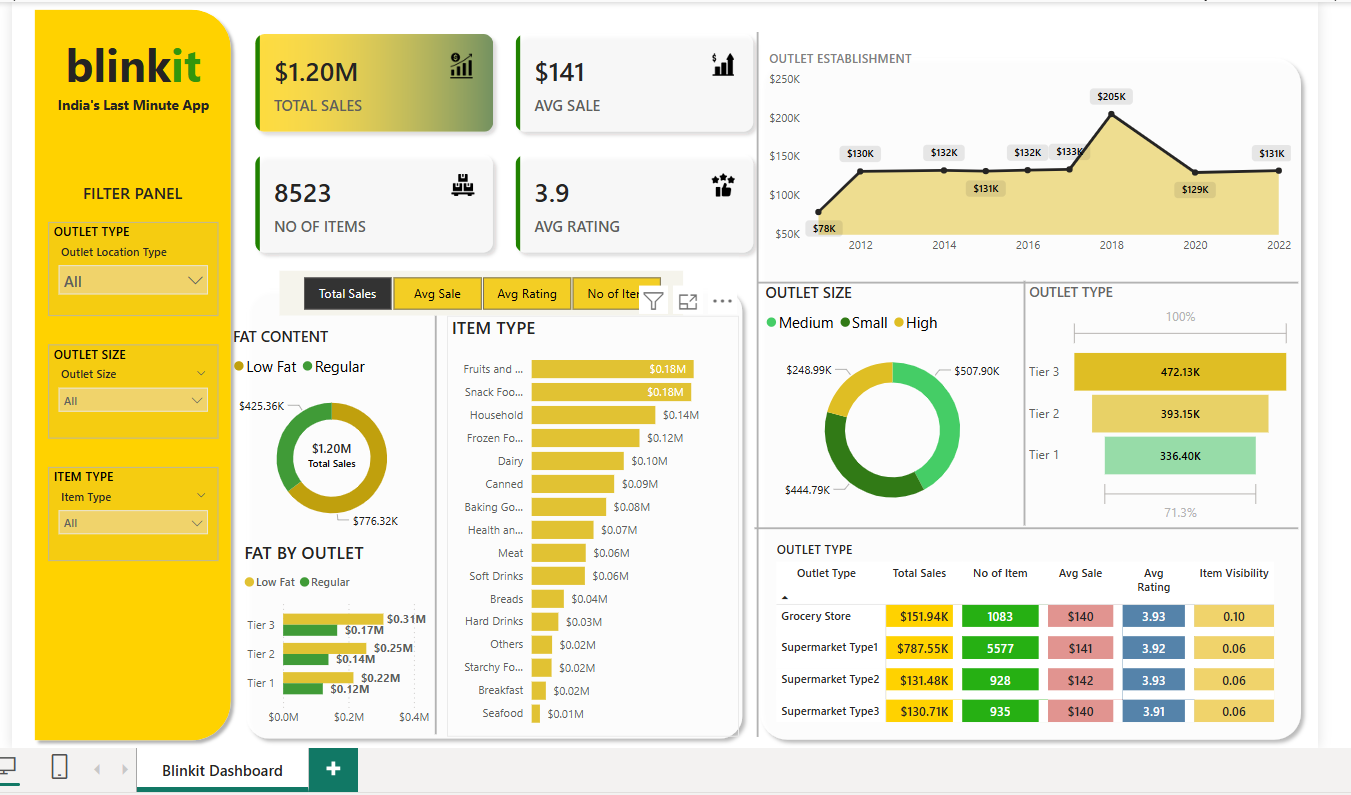 blinkit
India's Last Minute App
FILTER PANEL
OUTLET TYPE
Outlet Location Type
All
OUTLET SIZE
Outlet Size
All
ITEM TYPE
Item Type
All
$1.20M
TOTAL SALES
$141
AVG SALE
8523
NO OF ITEMS
3.9
AVG RATING
Total Sales Avg Sale Avg Rating No of Iter
FAT CONTENT
Low Fat Regular
$425.36K
$1.20M
Total Sales
$776.32K
FAT BY OUTLET
Low Fat Regular
Tier 3 $0.31M
$0.17M
Tier 2 $0.25M
$0.14M
Tier 1 $0.22M
$0.12M
$0.0M $0.2M $0.4M
ITEM TYPE
Fruits and ... $0.18M
Snack Foo... $0.18M
Household $0.14M
Frozen Fo... $0.12M
Dairy $0.10M
Canned $0.09M
Baking Go... $0.08M
Health an... $0.07M
Meat $0.06M
Soft Drinks $0.06M
Breads $0.04M
Hard Drinks $0.03M
Others $0.02M
Starchy Fo... $0.02M
Breakfast $0.02M
Seafood $0.01M
OUTLET ESTABLISHMENT
$250K
$200K
$150K
$100K
$50K
$78K $130K $132K $131K $132K $133K $205K $129K $131K
2012 2014 2016 2018 2020 2022
OUTLET SIZE
Medium Small High
$248.99K $507.90K
$444.79K
OUTLET TYPE
100%
Tier 3 472.13K
Tier 2 393.15K
Tier 1 336.40K
71.3%
OUTLET TYPE
Outlet Type Total Sales No of Item Avg Sale Avg Rating Item Visibility
Grocery Store $151.94K 1083 $140 3.93 0.10
Supermarket Type1 $787.55K 5577 $141 3.92 0.06
Supermarket Type2 $131.48K 928 $142 3.93 0.06
Supermarket Type3 $130.71K 935 $140 3.91 0.06
Blinkit Dashboard